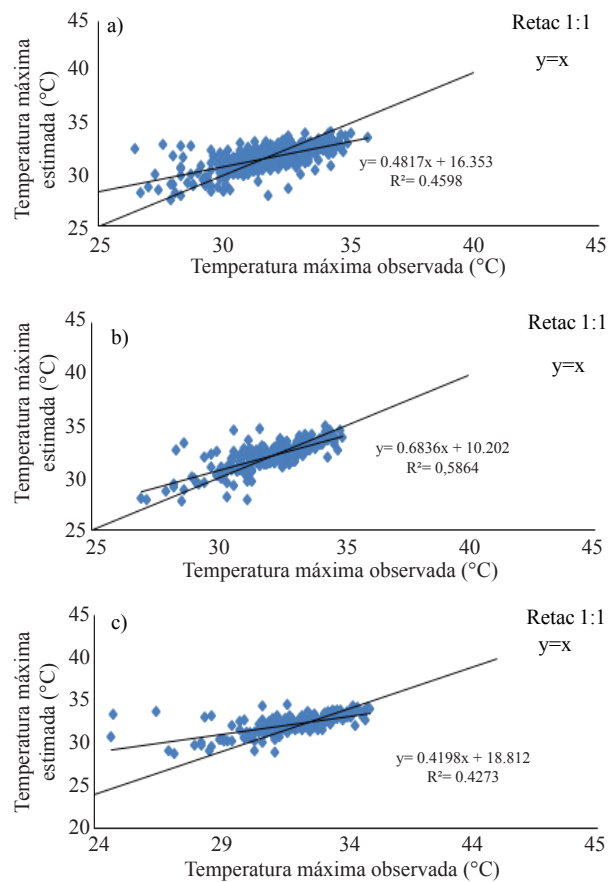 a)
Retac 1:1
y=x
Temperatura máxima
estimada (°C)
45
40
35
30
25
y= 0.4817x + 16.353
R²= 0.4598
25 30 35 40 45
Temperatura máxima observada (°C)
b)
Retac 1:1
y=x
Temperatura máxima
estimada (°C)
45
40
35
30
25
y= 0.6836x + 10.202
R²= 0,5864
25 30 35 40 45
Temperatura máxima observada (°C)
c)
Retac 1:1
y=x
Temperatura máxima
estimada (°C)
45
40
35
30
25
20
y= 0.4198x + 18.812
R²= 0.4273
24 29 34 44 44
Temperatura máxima observada (°C)